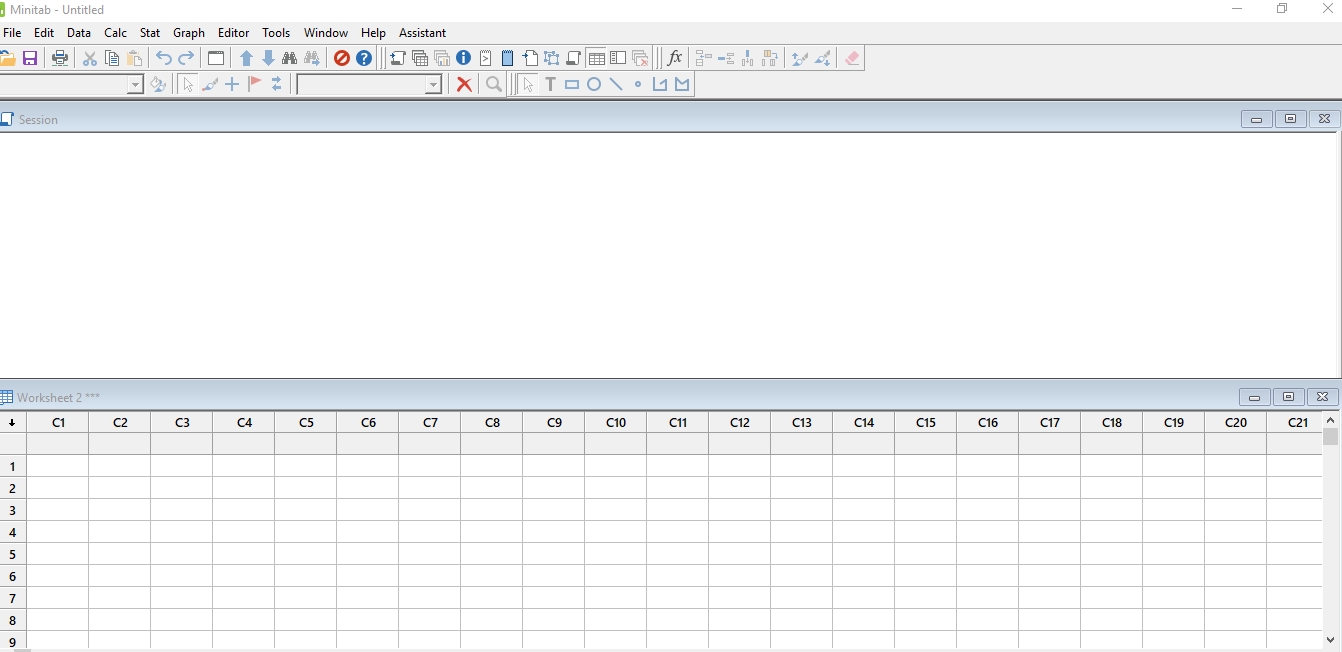 Minitab - Untitled
File Edit Data Calc Stat Graph Editor Tools Window Help Assistant
fx
T
Session
Worksheet 2 ***
C1 C2 C3 C4 C5 C6 C7 C8 C9 C10 C11 C12 C13 C14 C15 C16 C17 C18 C19 C20 C21
1
2
3
4
5
6
7
8
9